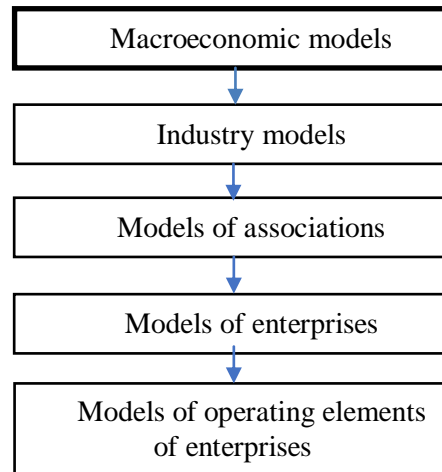 Macroeconomic models
Industry models
Models of associations
Models of enterprises
Models of operating elements
of enterprises